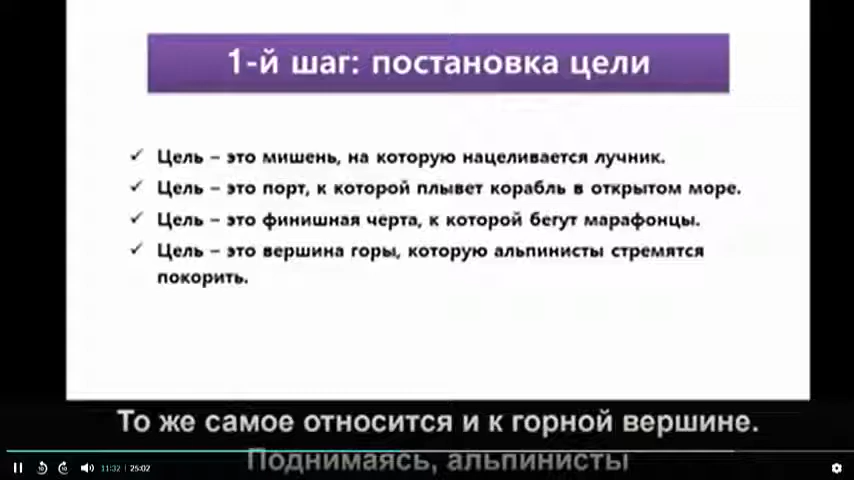 1-й шаг: постановка цели
✓ Цель – это мишень, на которую нацеливается лучник.
✓ Цель – это порт, к которой плывет корабль в открытом море.
✓ Цель – это финишная черта, к которой бегут марафонцы.
✓ Цель – это вершина горы, которую альпинисты стремятся
покорить.
То же самое относится и к горной вершине.
Поднимаясь, альпинисты
11:32 | 25:02